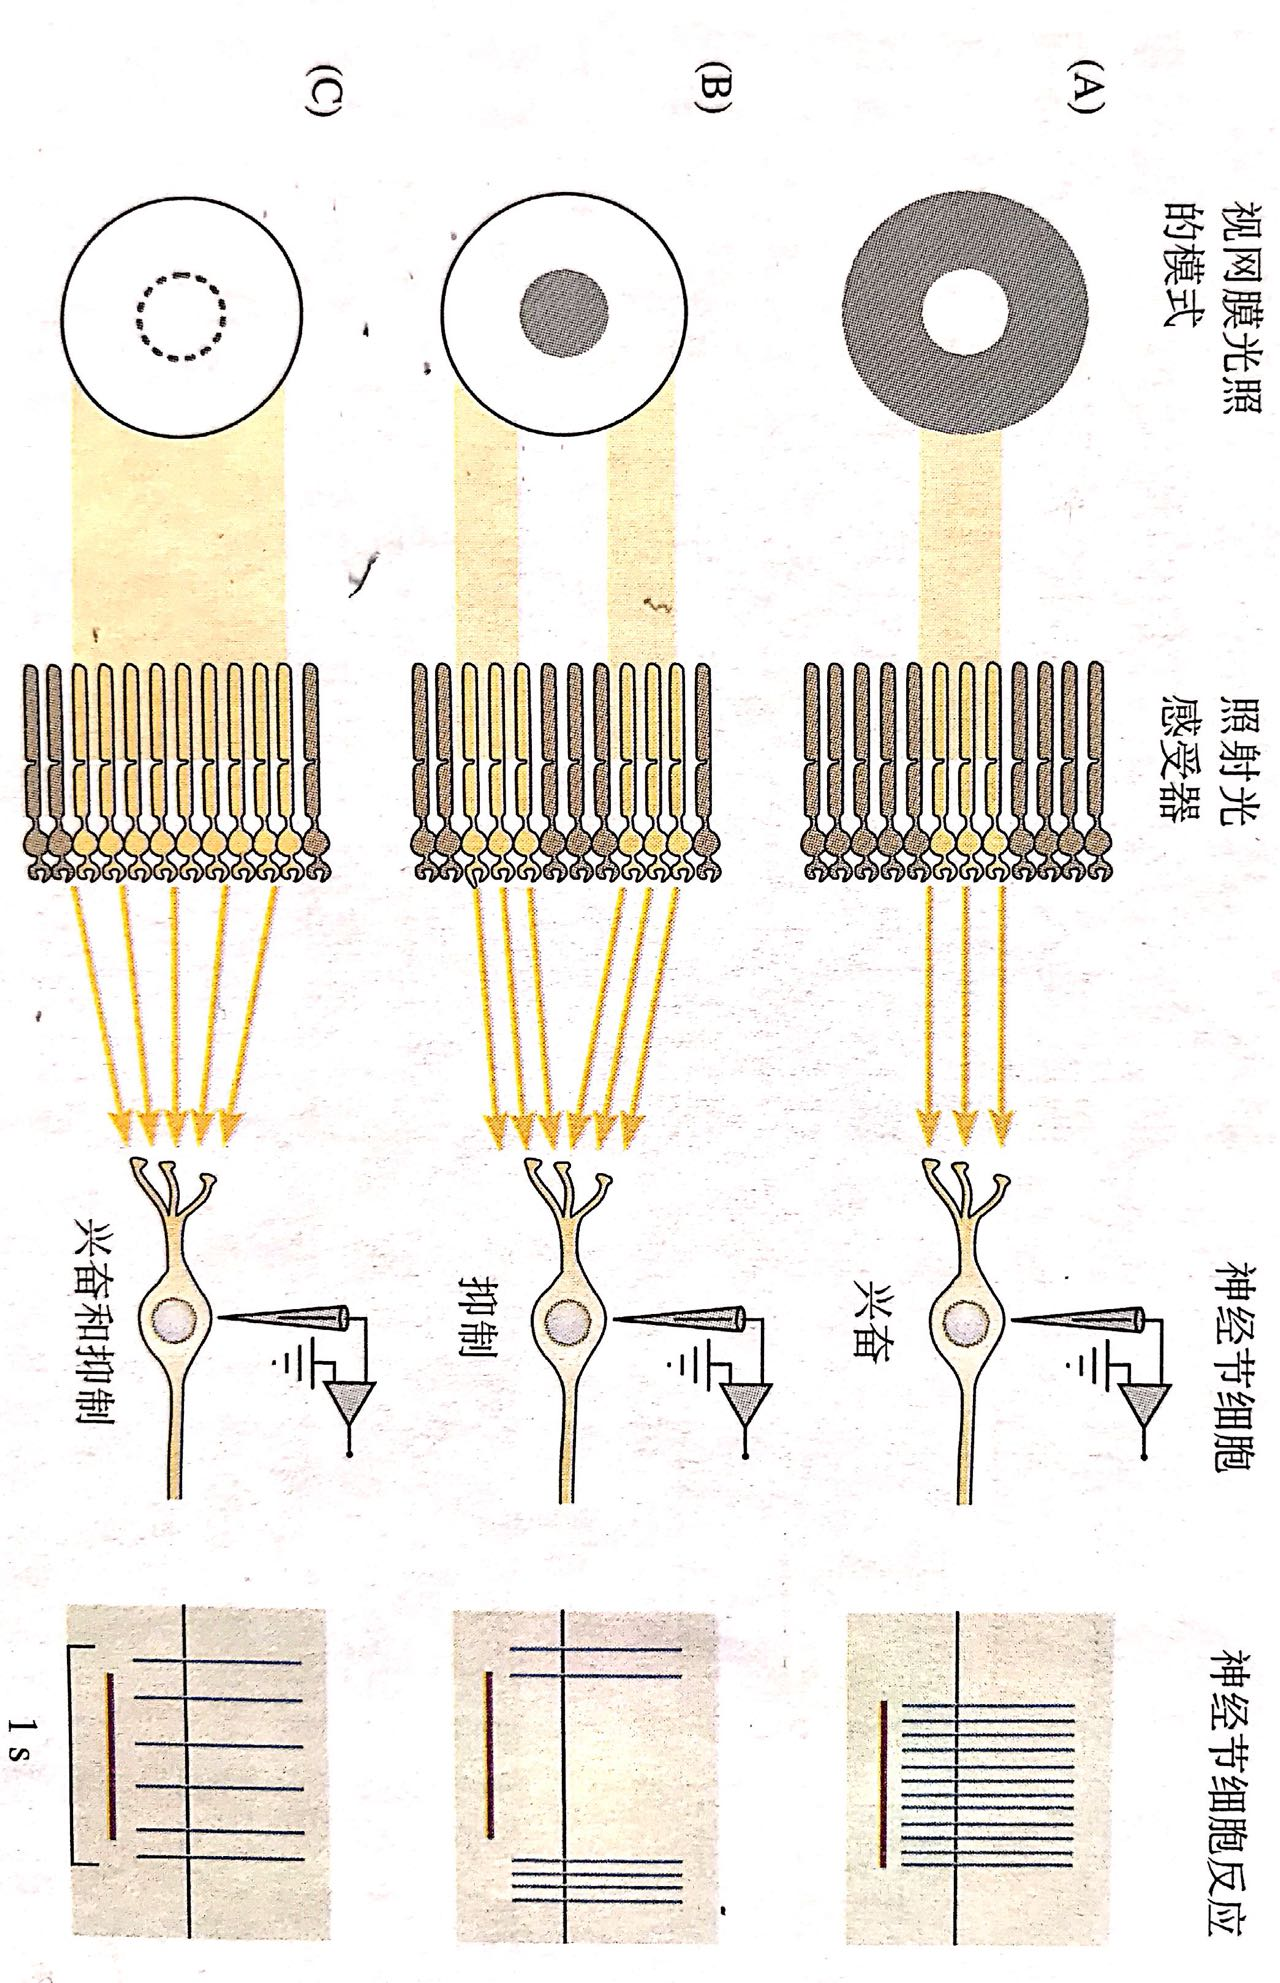 视网膜光照
的模式
照射光
感受器
神经节细胞
神经节细胞反应
(A)
兴奋
(B)
抑制
(C)
兴奋和抑制
1 s